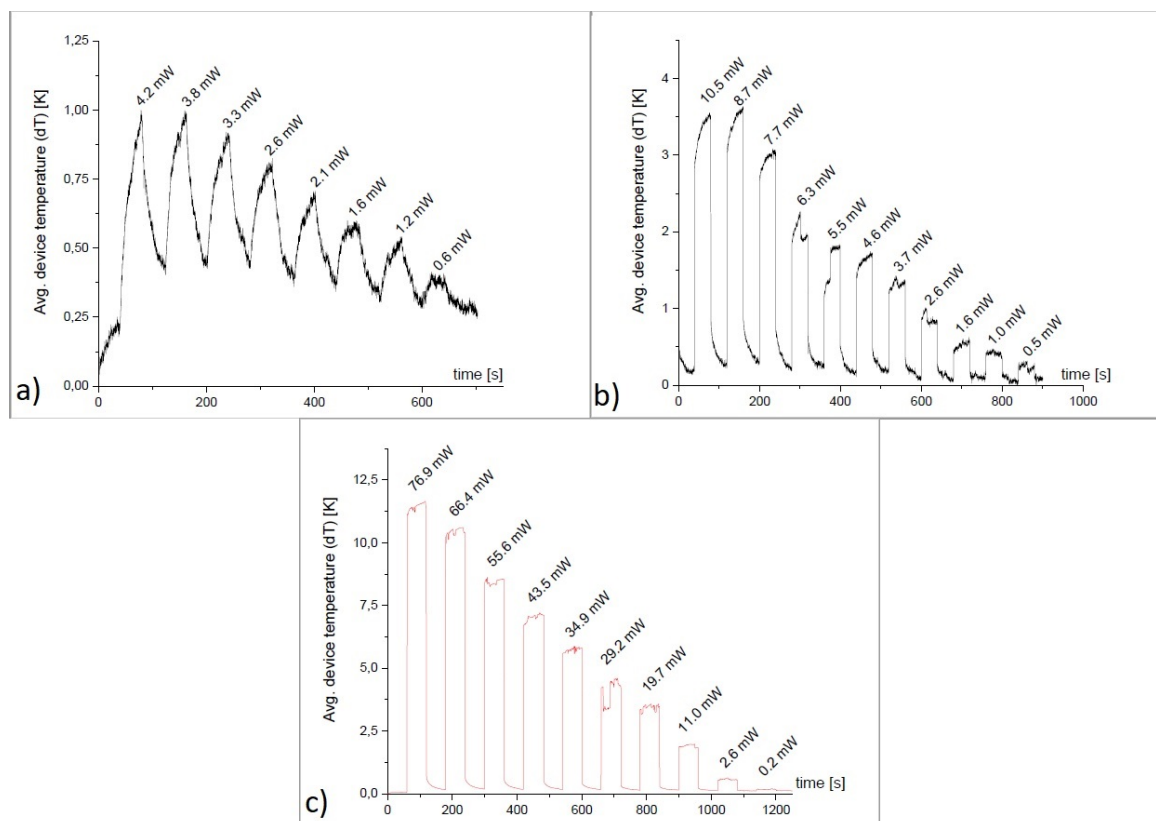 1,25
1,00
0,75
0,50
0,25
0,00
Avg. device temperature (dT) [K]
4.2 mW
3.8 mW
3.3 mW
2.6 mW
2.1 mW
1.6 mW
1.2 mW
0.6 mW
time [s]
0
200
400
600
a)
4
3
2
1
0
Avg. device temperature (dT) [K]
10.5 mW
8.7 mW
7.7 mW
6.3 mW
5.5 mW
4.6 mW
3.7 mW
2.6 mW
1.6 mW
1.0 mW
0.5 mW
time [s]
0
200
400
600
800
1000
b)
12,5
10,0
7,5
5,0
2,5
0,0
Avg. device temperature (dT) [K]
76.9 mW
66.4 mW
55.6 mW
43.5 mW
34.9 mW
29.2 mW
19.7 mW
11.0 mW
2.6 mW
0.2 mW
time [s]
0
200
400
600
800
1000
1200
c)